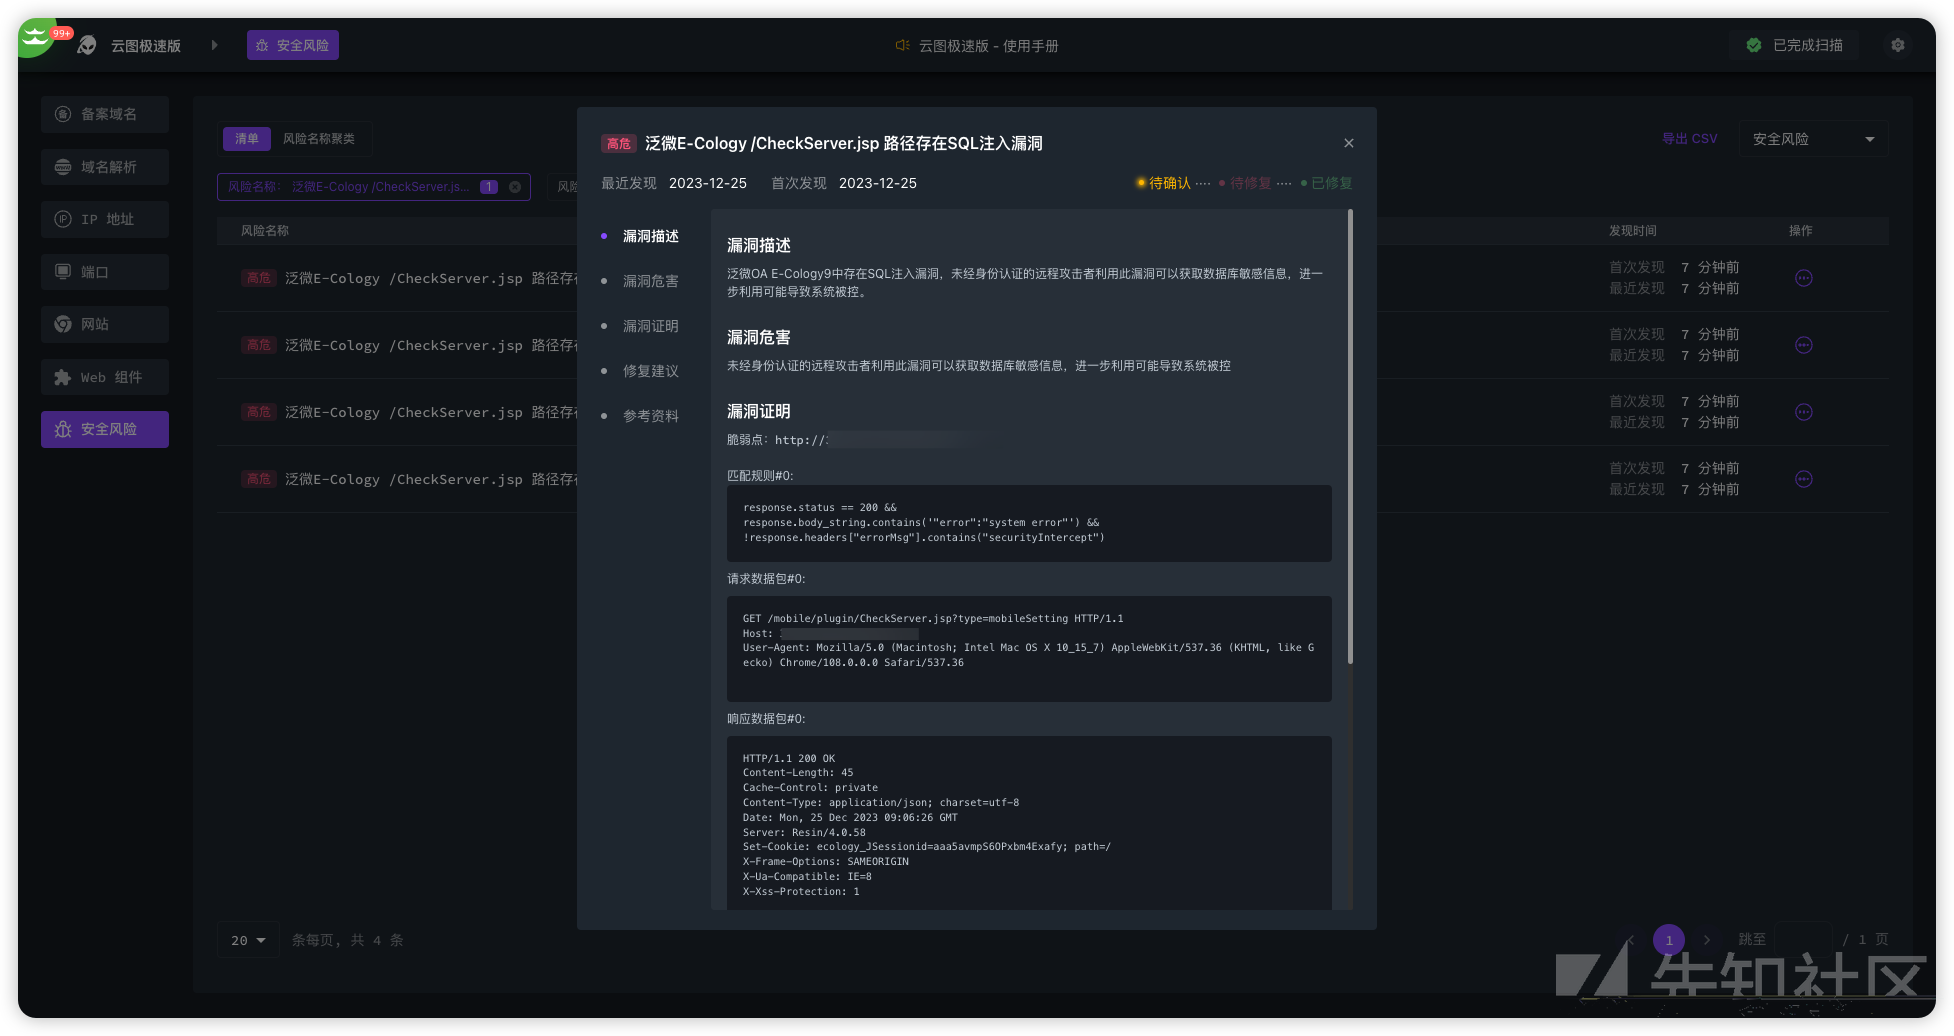 99+
云图极速版
安全风险
云图极速版 - 使用手册
已完成扫描
备案域名
域名解析
IP 地址
端口
网站
Web 组件
安全风险
清单
风险名称聚类
导出 CSV
安全风险
风险名称: 泛微E-Cology /CheckServer.js... 1
风险
风险名称
发现时间
操作
高危 泛微E-Cology /CheckServer.jsp 路径存在
首次发现 7 分钟前
最近发现 7 分钟前
高危 泛微E-Cology /CheckServer.jsp 路径存在
首次发现 7 分钟前
最近发现 7 分钟前
高危 泛微E-Cology /CheckServer.jsp 路径存在
首次发现 7 分钟前
最近发现 7 分钟前
高危 泛微E-Cology /CheckServer.jsp 路径存在
首次发现 7 分钟前
最近发现 7 分钟前
高危 泛微E-Cology /CheckServer.jsp 路径存在SQL注入漏洞
最近发现 2023-12-25 首次发现 2023-12-25
待确认 ···· 待修复 ···· 已修复
漏洞描述
漏洞危害
漏洞证明
修复建议
参考资料
漏洞描述
泛微OA E-Cology9中存在SQL注入漏洞，未经身份认证的远程攻击者利用此漏洞可以获取数据库敏感信息，进一
步利用可能导致系统被控。
漏洞危害
未经身份认证的远程攻击者利用此漏洞可以获取数据库敏感信息，进一步利用可能导致系统被控
漏洞证明
脆弱点: http://
匹配规则#0:
response.status == 200 &&
response.body_string.contains('"error":"system error"') &&
!response.headers["errorMsg"].contains("securityIntercept")
请求数据包#0:
GET /mobile/plugin/CheckServer.jsp?type=mobileSetting HTTP/1.1
Host:
User-Agent: Mozilla/5.0 (Macintosh; Intel Mac OS X 10_15_7) AppleWebKit/537.36 (KHTML, like G
ecko) Chrome/108.0.0.0 Safari/537.36
响应数据包#0:
HTTP/1.1 200 OK
Content-Length: 45
Cache-Control: private
Content-Type: application/json; charset=utf-8
Date: Mon, 25 Dec 2023 09:06:26 GMT
Server: Resin/4.0.58
Set-Cookie: ecology_JSessionid=aaa5avmpS6OPxbm4Exafy; path=/
X-Frame-Options: SAMEORIGIN
X-Ua-Compatible: IE=8
X-Xss-Protection: 1
20 条每页, 共 4 条
1 跳至 / 1 页
先知社区